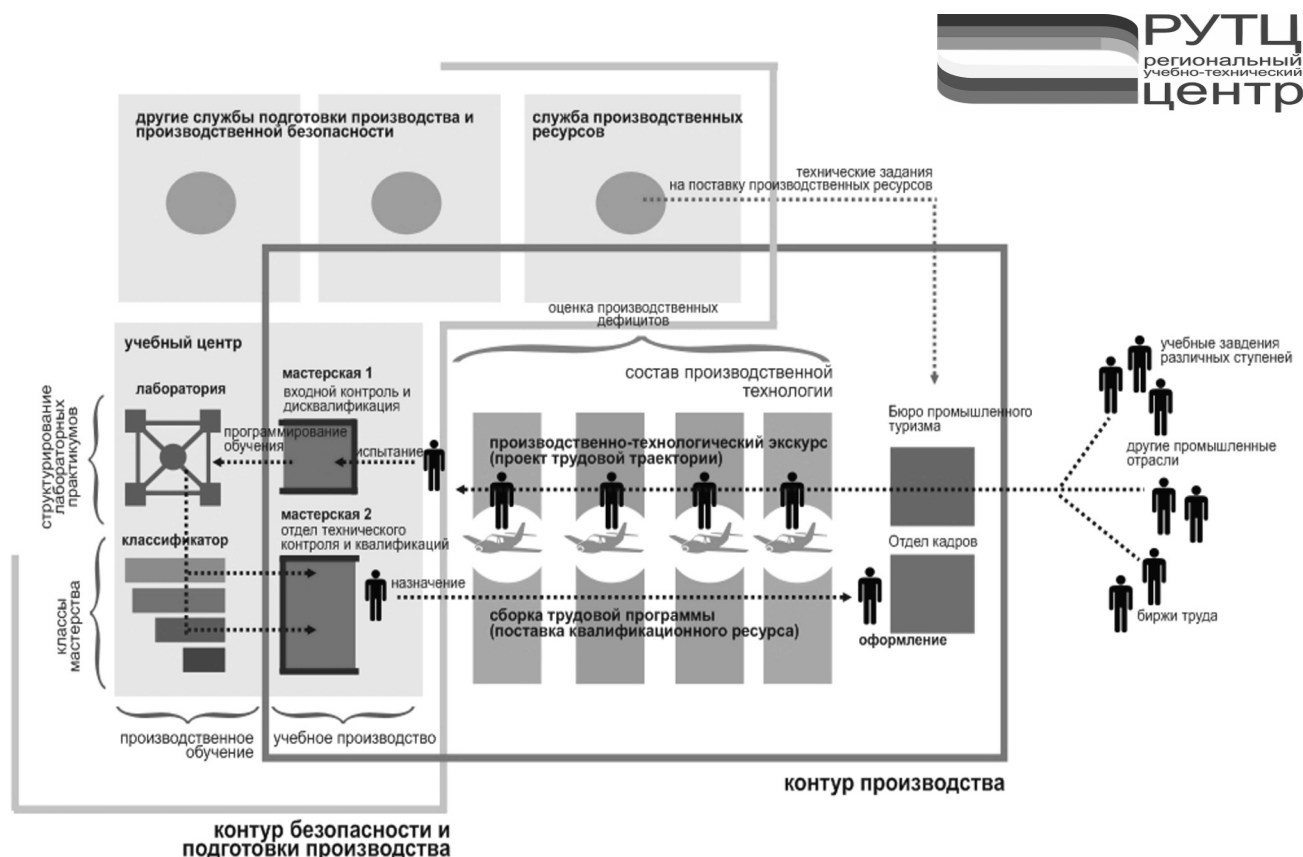 РУТЦ
региональный
учебно-технический
центр
другие службы подготовки производства и
производственной безопасности
служба производственных
ресурсов
технические задания
на поставку производственных ресурсов
оценка производственных
дефицитов
учебный центр
лаборатория
мастерская 1
входной контроль и
дисквалификация
программирование
обучения
испытание
структурирование
лабораторных
практикумов
состав производственной
технологии
производственно-технологический экскурс
(проект трудовой траектории)
Бюро промышленного
туризма
учебные завдения
различных ступеней
другие промышленные
отрасли
мастерская 2
отдел технического
контроля и квалификаций
классификатор
классы
мастерства
назначение
сборка трудовой программы
(поставка квалификационного ресурса)
Отдел кадров
оформление
биржи труда
производственное
обучение
учебное производство
контур производства
контур безопасности и
подготовки производства